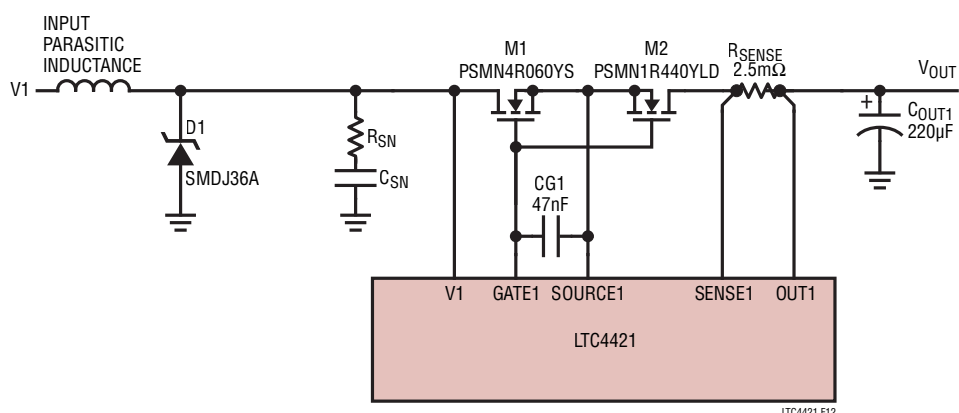 INPUT
PARASITIC
INDUCTANCE
V1
D1
SMDJ36A
RSN
CSN
M1
PSMN4R060YS
M2
PSMN1R440YLD
RSENSE
2.5mΩ
VOUT
+
COUT1
220µF
CG1
47nF
V1
GATE1
SOURCE1
SENSE1
OUT1
LTC4421
LTC4421 F12